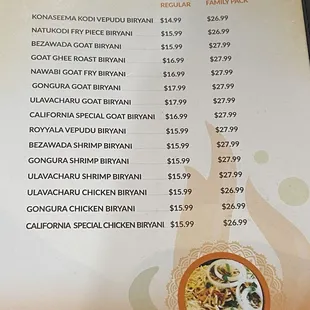 REGULAR FAMILY PACK
KONASEEMA KODI VEPUDU BIRYANI $14.99 $26.99
NATUKODI FRY PIECE BIRYANI $15.99 $26.99
BEZAWADA GOAT BIRYANI $15.99 $27.99
GOAT GHEE ROAST BIRYANI $16.99 $27.99
NAWABI GOAT FRY BIRYANI $16.99 $27.99
GONGURA GOAT BIRYANI $17.99 $27.99
ULAVACHARU GOAT BIRYANI $17.99 $27.99
CALIFORNIA SPECIAL GOAT BIRYANI $16.99 $27.99
ROYYALA VEPUDU BIRYANI $15.99 $27.99
BEZAWADA SHRIMP BIRYANI $15.99 $27.99
GONGURA SHRIMP BIRYANI $15.99 $27.99
ULAVACHARU SHRIMP BIRYANI $15.99 $27.99
ULAVACHARU CHICKEN BIRYANI $15.99 $26.99
GONGURA CHICKEN BIRYANI $15.99 $26.99
CALIFORNIA SPECIAL CHICKEN BIRYANI $15.99 $26.99